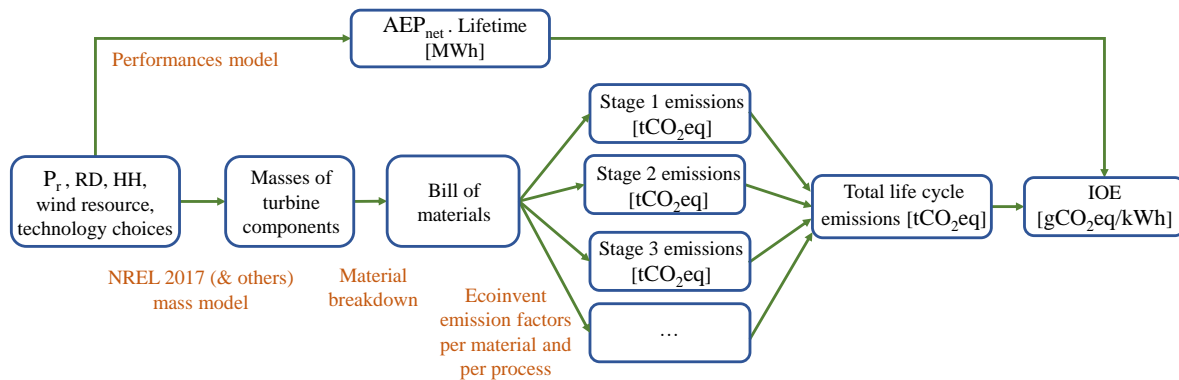 AEPnet . Lifetime
[MWh]
Performances model
Stage 1 emissions
[tCO2eq]
Pr , RD, HH,
wind resource,
technology choices
Masses of
turbine
components
Bill of
materials
Stage 2 emissions
[tCO2eq]
Total life cycle
emissions [tCO2eq]
IOE
[gCO2eq/kWh]
Stage 3 emissions
[tCO2eq]
NREL 2017 (& others)
mass model
Material
breakdown
Ecoinvent
emission factors
per material and
per process
…